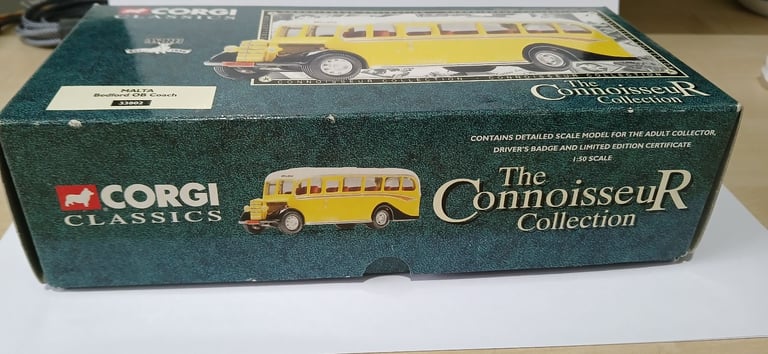 CORGI
CLASSICS
MALTA
Bedford OB Coach
33802
CONNOISSEUR
The
ConnoisseuR
Collection
CONTAINS DETAILED SCALE MODEL FOR THE ADULT COLLECTOR,
DRIVER'S BADGE AND LIMITED EDITION CERTIFICATE
1:50 SCALE
CORGI
CLASSICS
The
ConnoisseuR
Collection